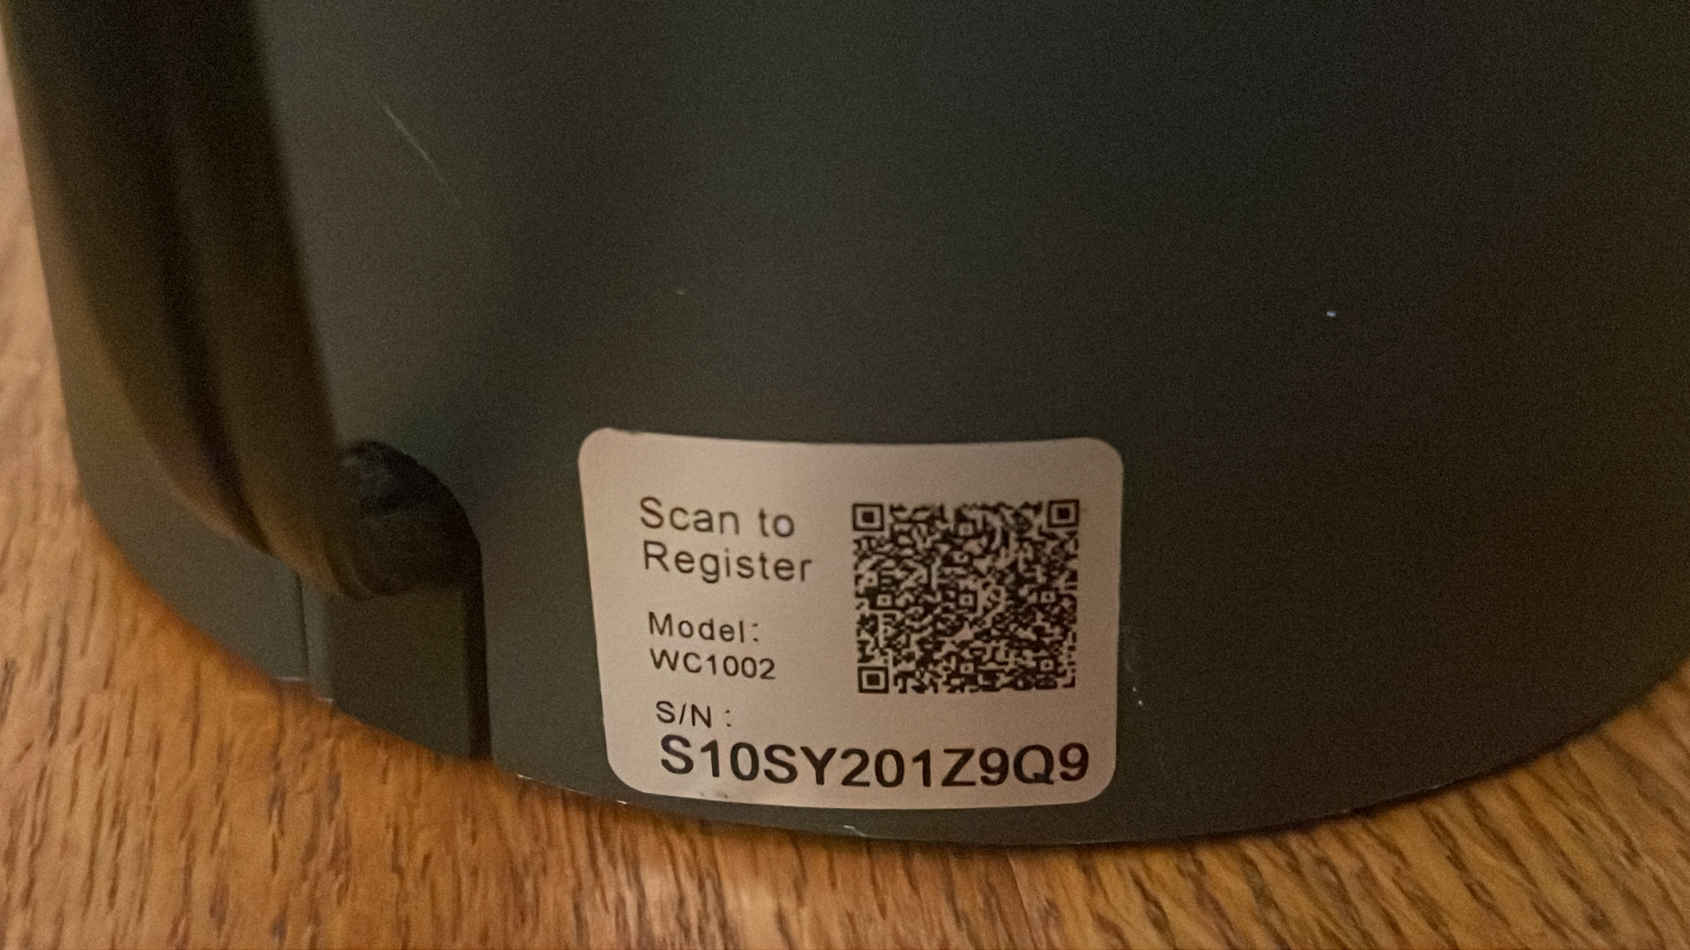 Scan to
Register
Model:
WC1002
S/N :
S10SY201Z9Q9